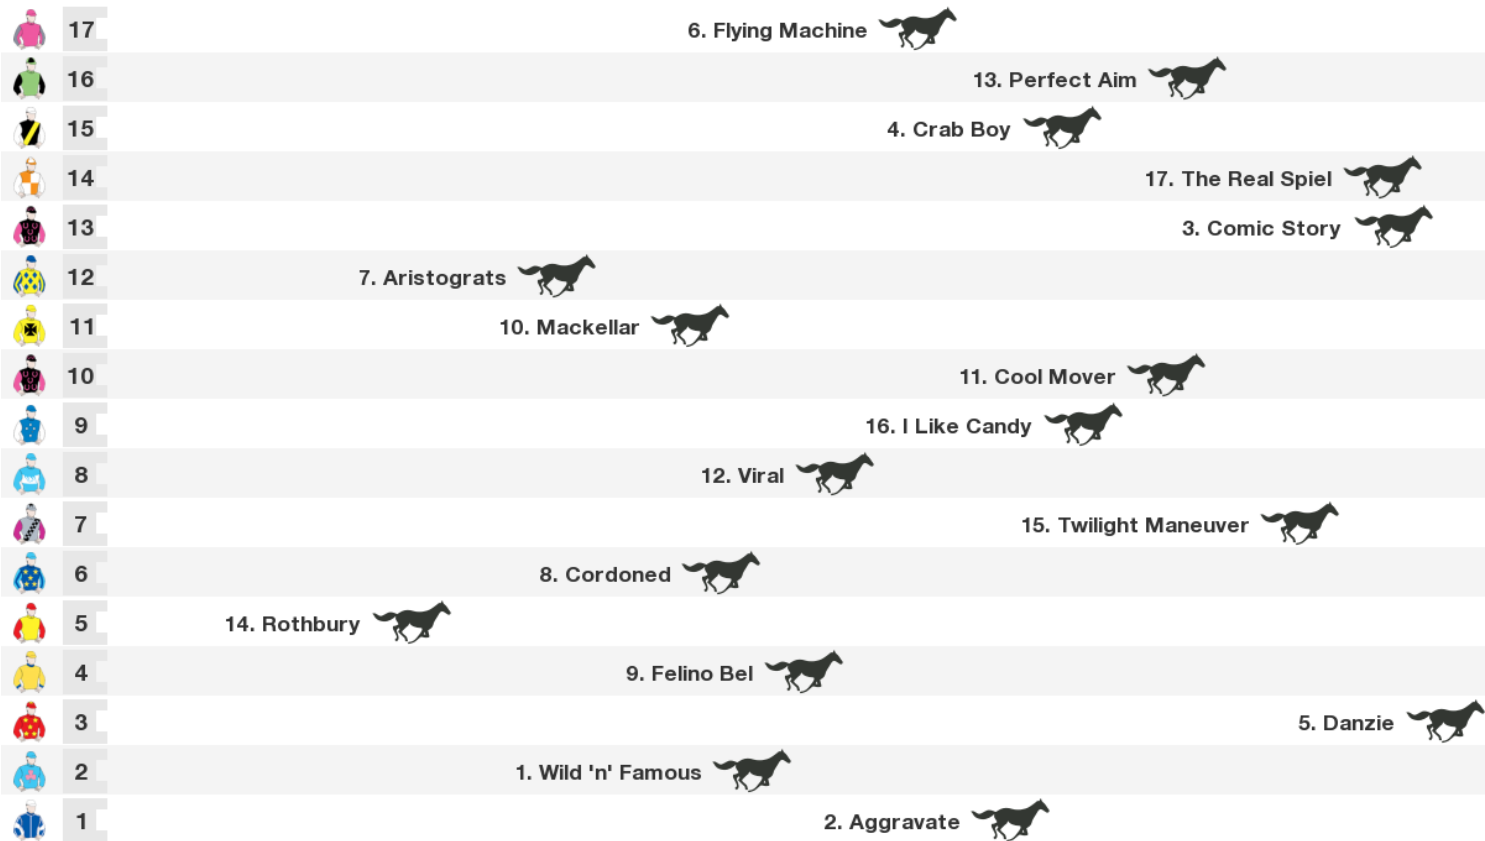 17 6. Flying Machine
16 13. Perfect Aim
15 4. Crab Boy
14 17. The Real Spiel
13 3. Comic Story
12 7. Aristograts
11 10. Mackellar
10 11. Cool Mover
9 16. I Like Candy
8 12. Viral
7 15. Twilight Maneuver
6 8. Cordoned
5 14. Rothbury
4 9. Felino Bel
3 5. Danzie
2 1. Wild 'n' Famous
1 2. Aggravate